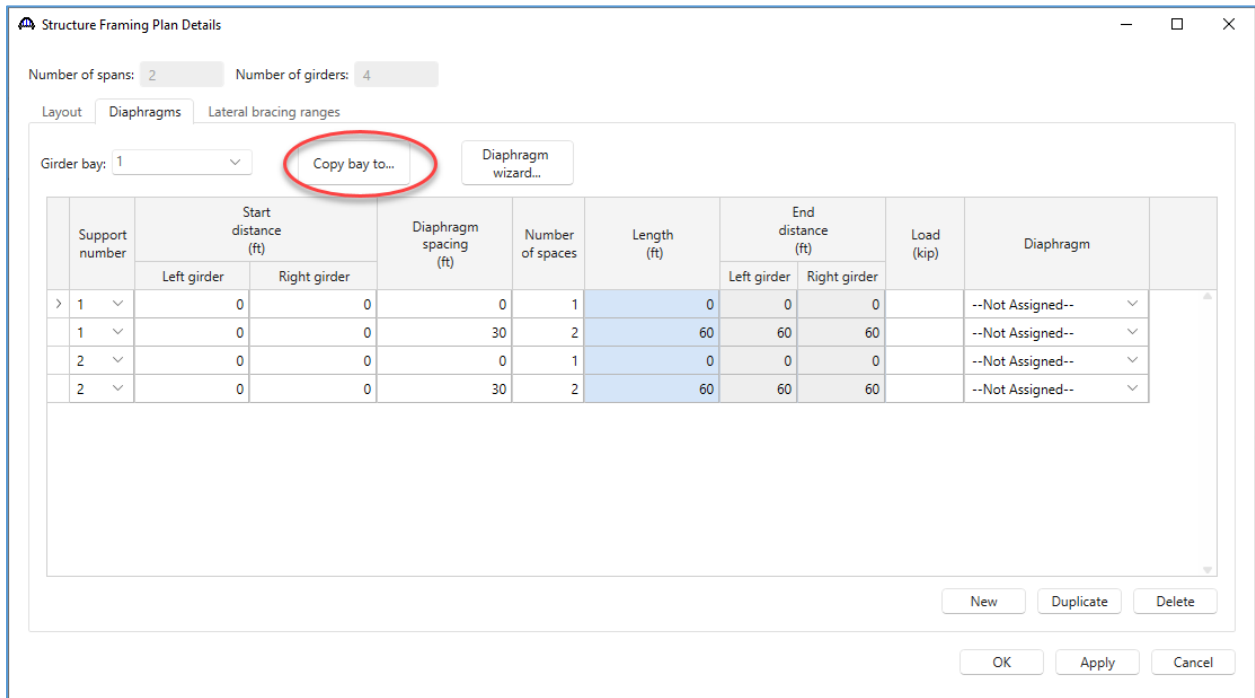 Structure Framing Plan Details
Number of spans: 2 Number of girders: 4
Layout Diaphragms Lateral bracing ranges
Girder bay: 1 Copy bay to... Diaphragm
wizard...
Support
number
Start
distance
(ft)
Left girder Right girder
Diaphragm
spacing
(ft)
Number
of spaces
Length
(ft)
End
distance
(ft)
Left girder Right girder
Load
(kip)
Diaphragm
1 0 0 0 1 0 0 0 --Not Assigned--
1 0 0 30 2 60 60 60 --Not Assigned--
2 0 0 0 1 0 0 0 --Not Assigned--
2 0 0 30 2 60 60 60 --Not Assigned--
New Duplicate Delete
OK Apply Cancel